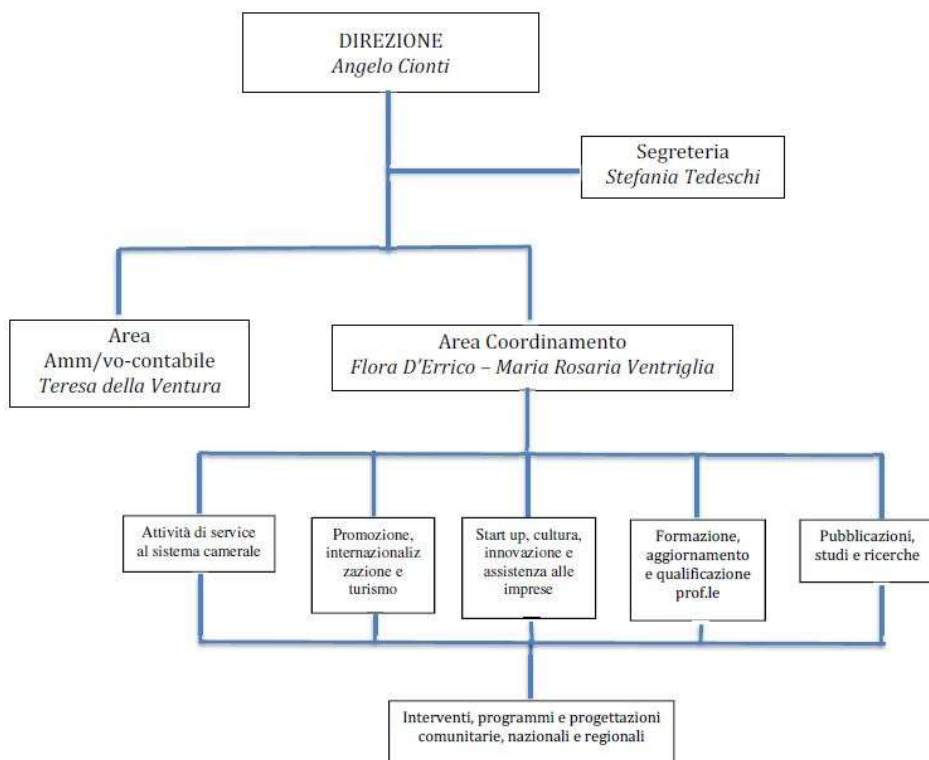 DIREZIONE
Angelo Cionti
Segreteria
Stefania Tedeschi
Area
Amm/vo-contabile
Teresa della Ventura
Area Coordinamento
Flora D'Errico – Maria Rosaria Ventriglia
Attività di service
al sistema camerale
Promozione,
internazionaliz
zazione e
turismo
Start up, cultura,
innovazione e
assistenza alle
imprese
Formazione,
aggiornamento
e qualificazione
prof.le
Pubblicazioni,
studi e ricerche
Interventi, programmi e progettazioni
comunitarie, nazionali e regionali